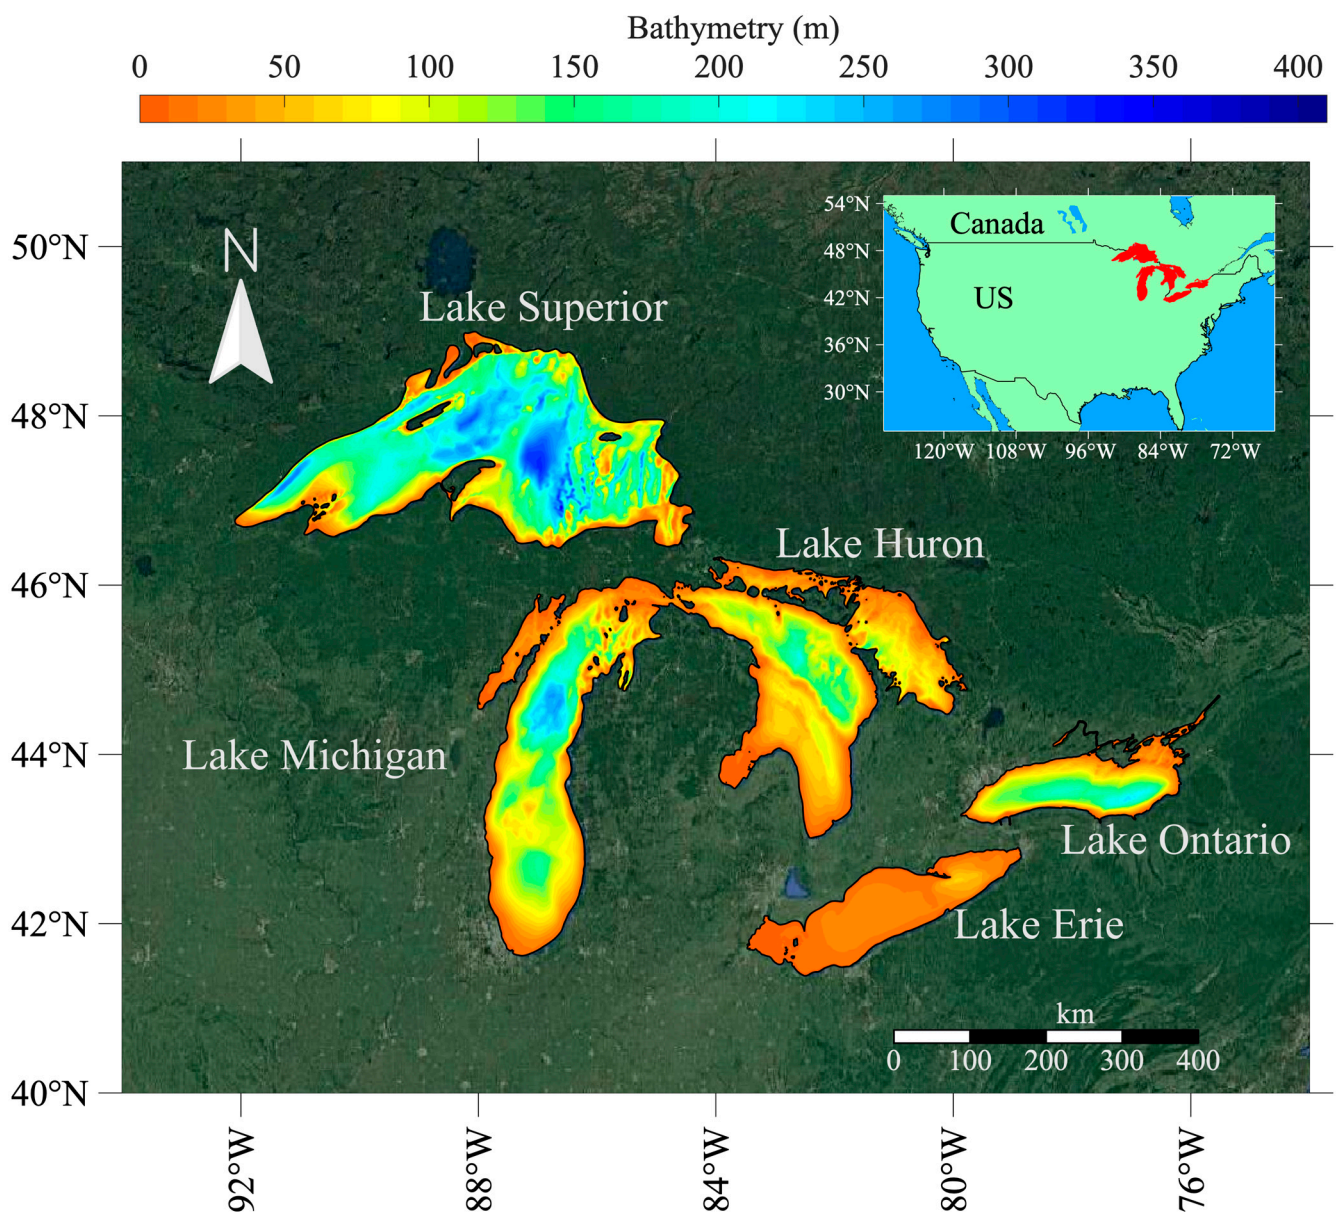 Bathymetry (m)
0 50 100 150 200 250 300 350 400
54°N
Canada
50°N
N
48°N
US
42°N
Lake Superior
36°N
30°N
48°N
120°W 108°W 96°W 84°W 72°W
Lake Huron
46°N
44°N
Lake Michigan
Lake Ontario
42°N
Lake Erie
km
0 100 200 300 400
40°N
92°W 88°W 84°W 80°W 76°W